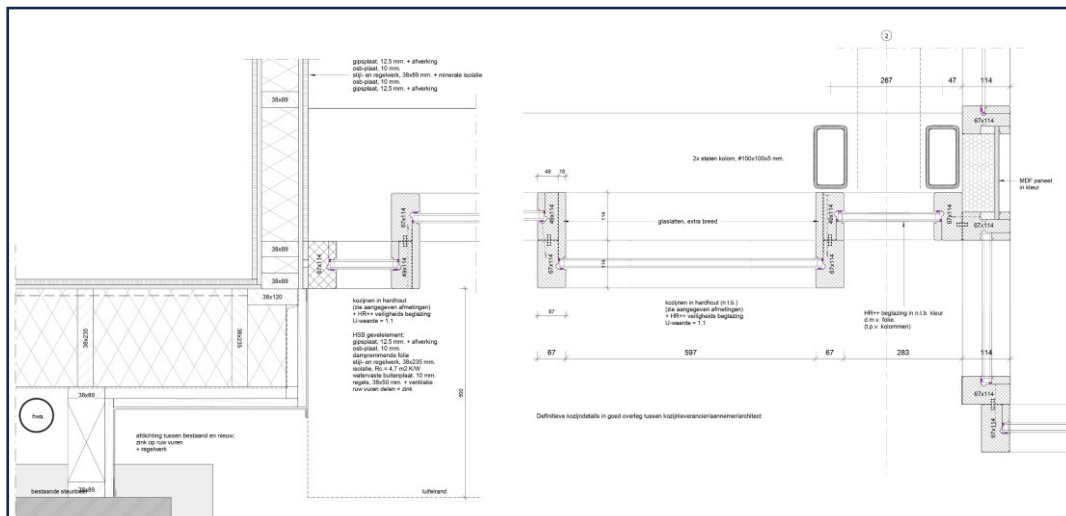 gipsplaat, 12,5 mm. + afwerking
osb-plaat, 10 mm.
stijl- en regelwerk, 38x89 mm. + minerale isolatie
osb-plaat, 10 mm.
gipsplaat, 12,5 mm. + afwerking
38x89
67x114
49x114
38x89
67x114
38x89
38x120
38x235
38x235
38x89
hwa.
38x89
bestaande steunbeer
afdichting tussen bestaand en nieuw;
zink op ruw vuren
+ regelwerk
kozijnen in hardhout
(zie aangegeven afmetingen)
+ HR++ veiligheids beglazing
U-waarde = 1,1
HSB gevelelement;
gipsplaat, 12,5 mm. + afwerking
osb-plaat, 10 mm.
dampremmende folie
stijl- en regelwerk, 38x235 mm.
isolatie, Rc.= 4,7 m2 K/W
watervaste buitenplaat, 10 mm.
regels, 38x50 mm. + ventilatie
ruw vuren delen + zink
500
luifelrand
2
267
47
114
67x114
2x stalen kolom, #150x100x5 mm.
MDF paneel
in kleur
49
18
49x114
114
glaslatten, extra breed
49x114
67x114
67x114
67x114
114
67x114
67x114
kozijnen in hardhout (n.t.b.)
(zie aangegeven afmetingen)
+ HR++ veiligheids beglazing
U-waarde = 1,1
HR++ beglazing in n.t.b. kleur
d.m.v. folie.
(t.p.v. kolommen)
67
597
67
283
114
67x114
67x114
Definitieve kozijndetails in goed overleg tussen kozijnleverancier/aannemer/architect